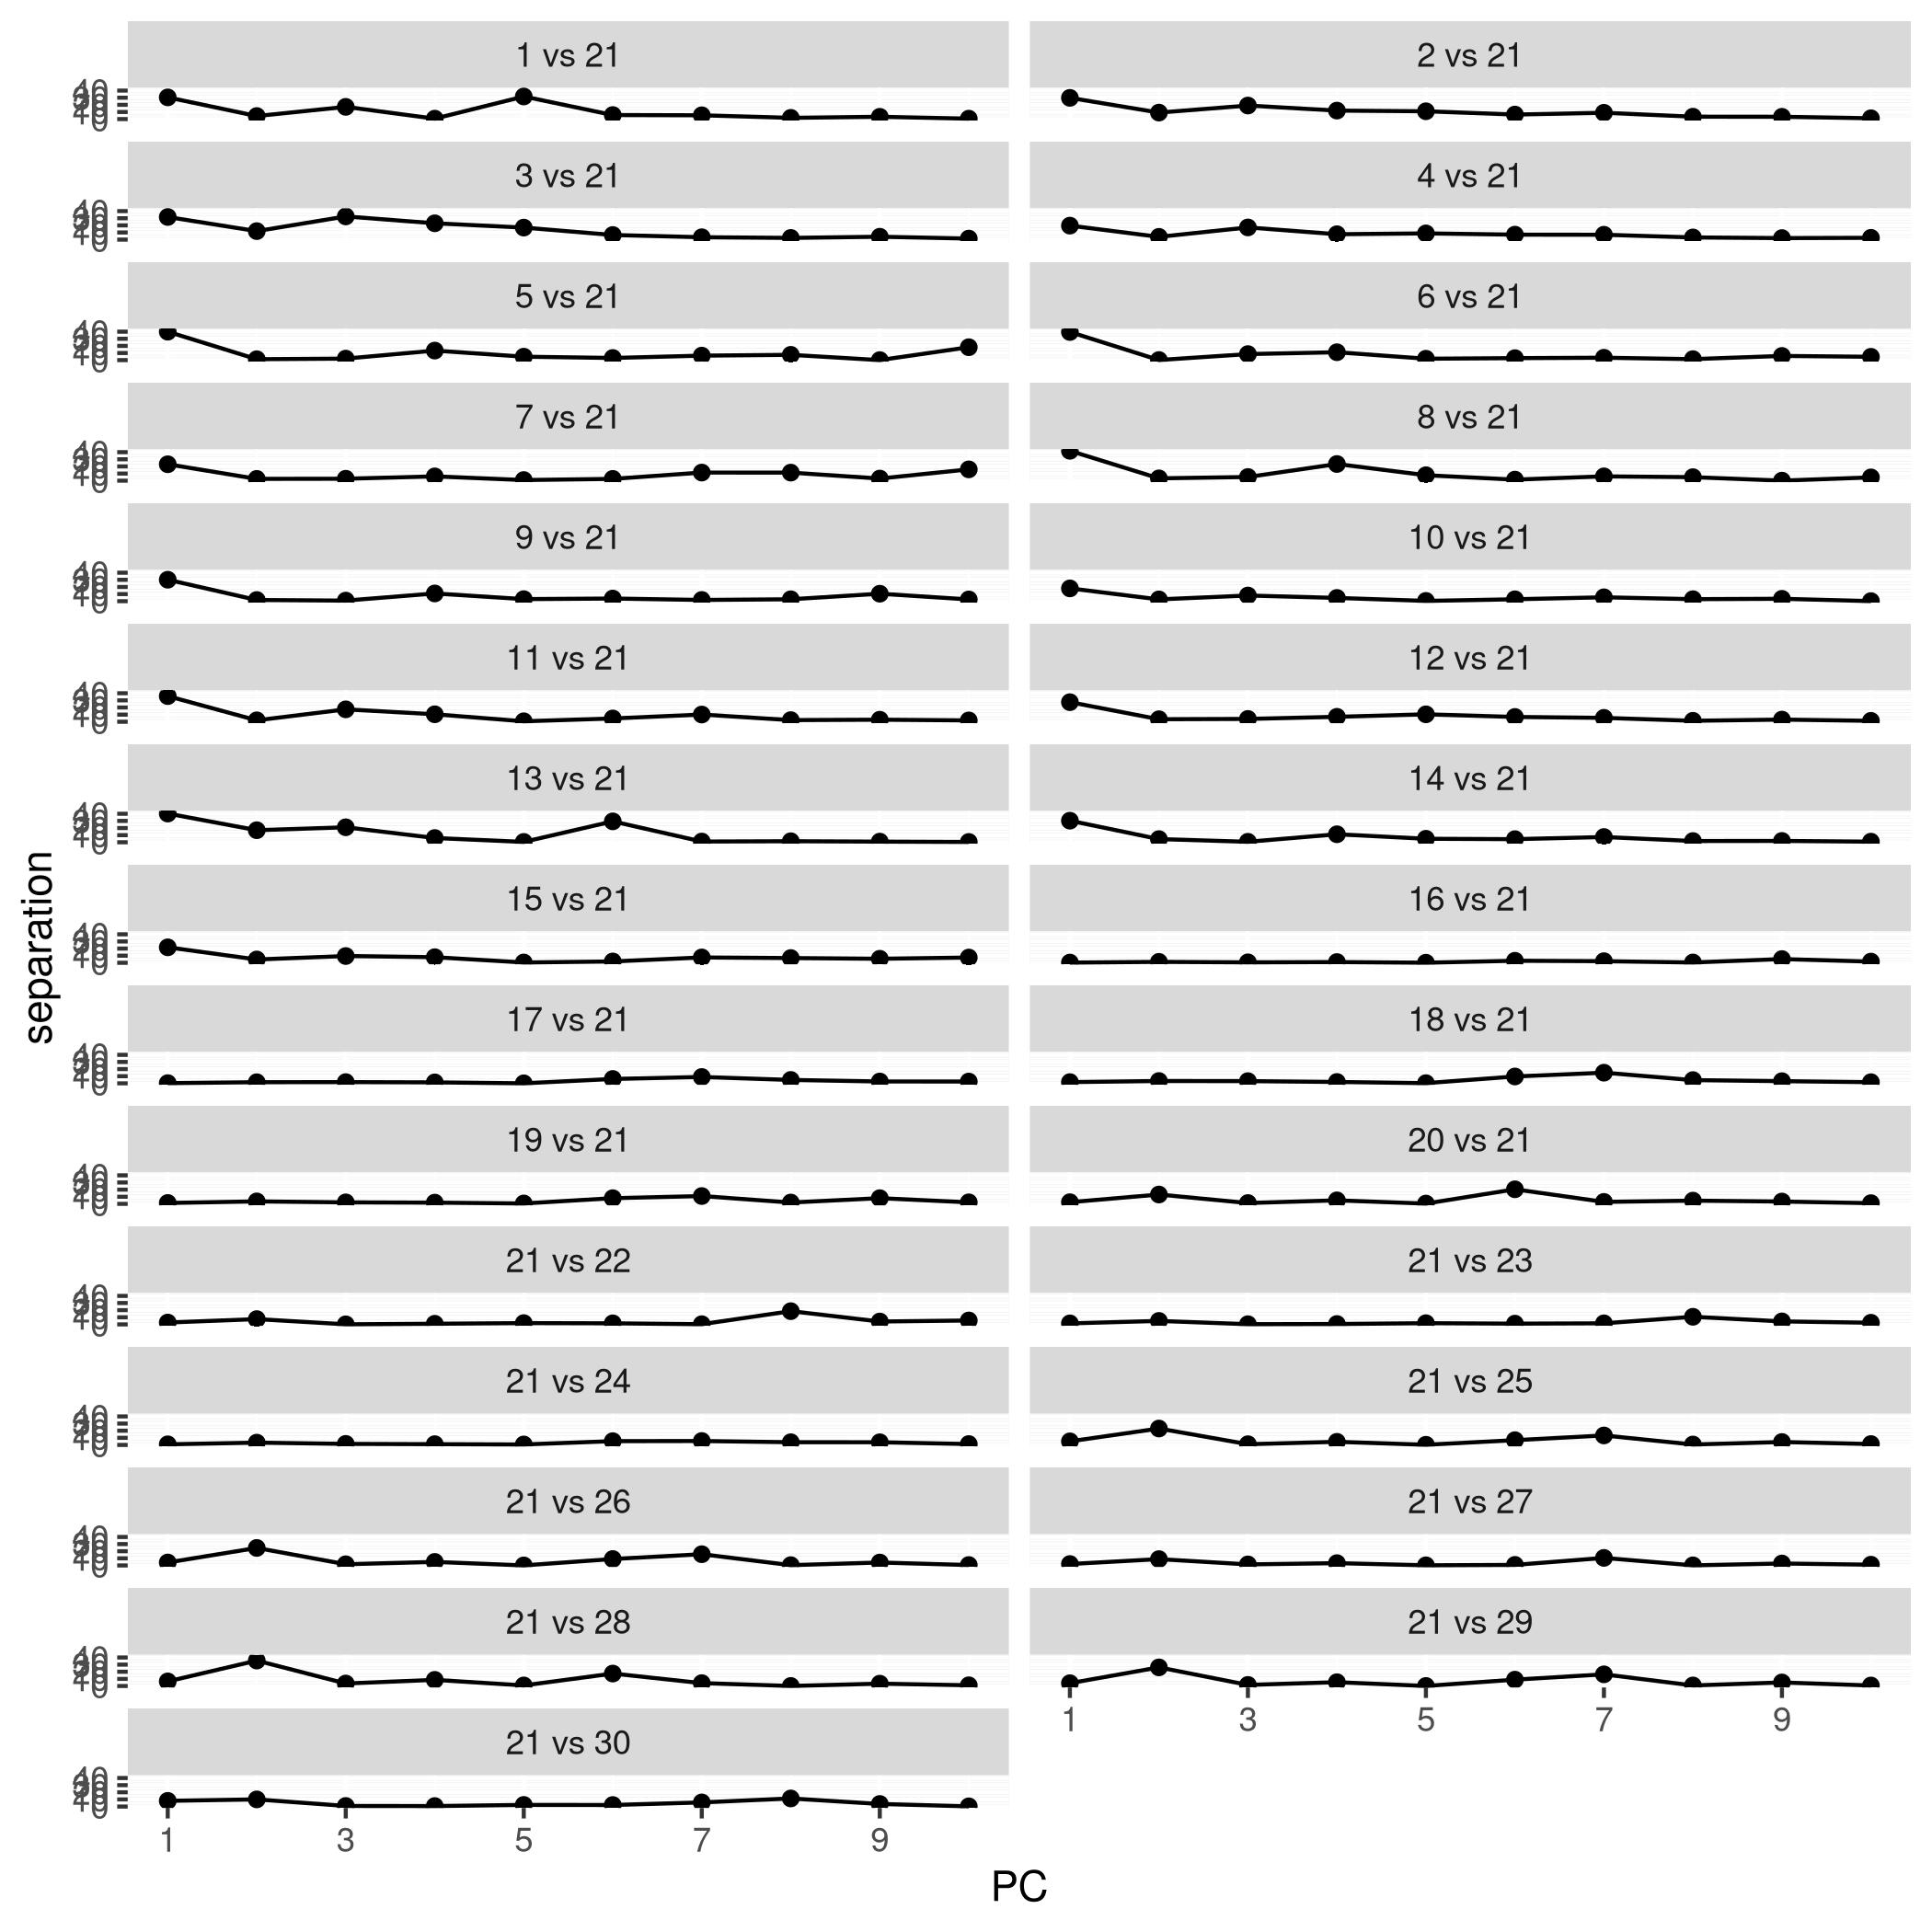 1 vs 21
2 vs 21
3 vs 21
4 vs 21
5 vs 21
6 vs 21
7 vs 21
8 vs 21
9 vs 21
10 vs 21
11 vs 21
12 vs 21
13 vs 21
14 vs 21
15 vs 21
16 vs 21
17 vs 21
18 vs 21
19 vs 21
20 vs 21
21 vs 22
21 vs 23
21 vs 24
21 vs 25
21 vs 26
21 vs 27
21 vs 28
21 vs 29
1 3 5 7 9
21 vs 30
1 3 5 7 9
separation
PC